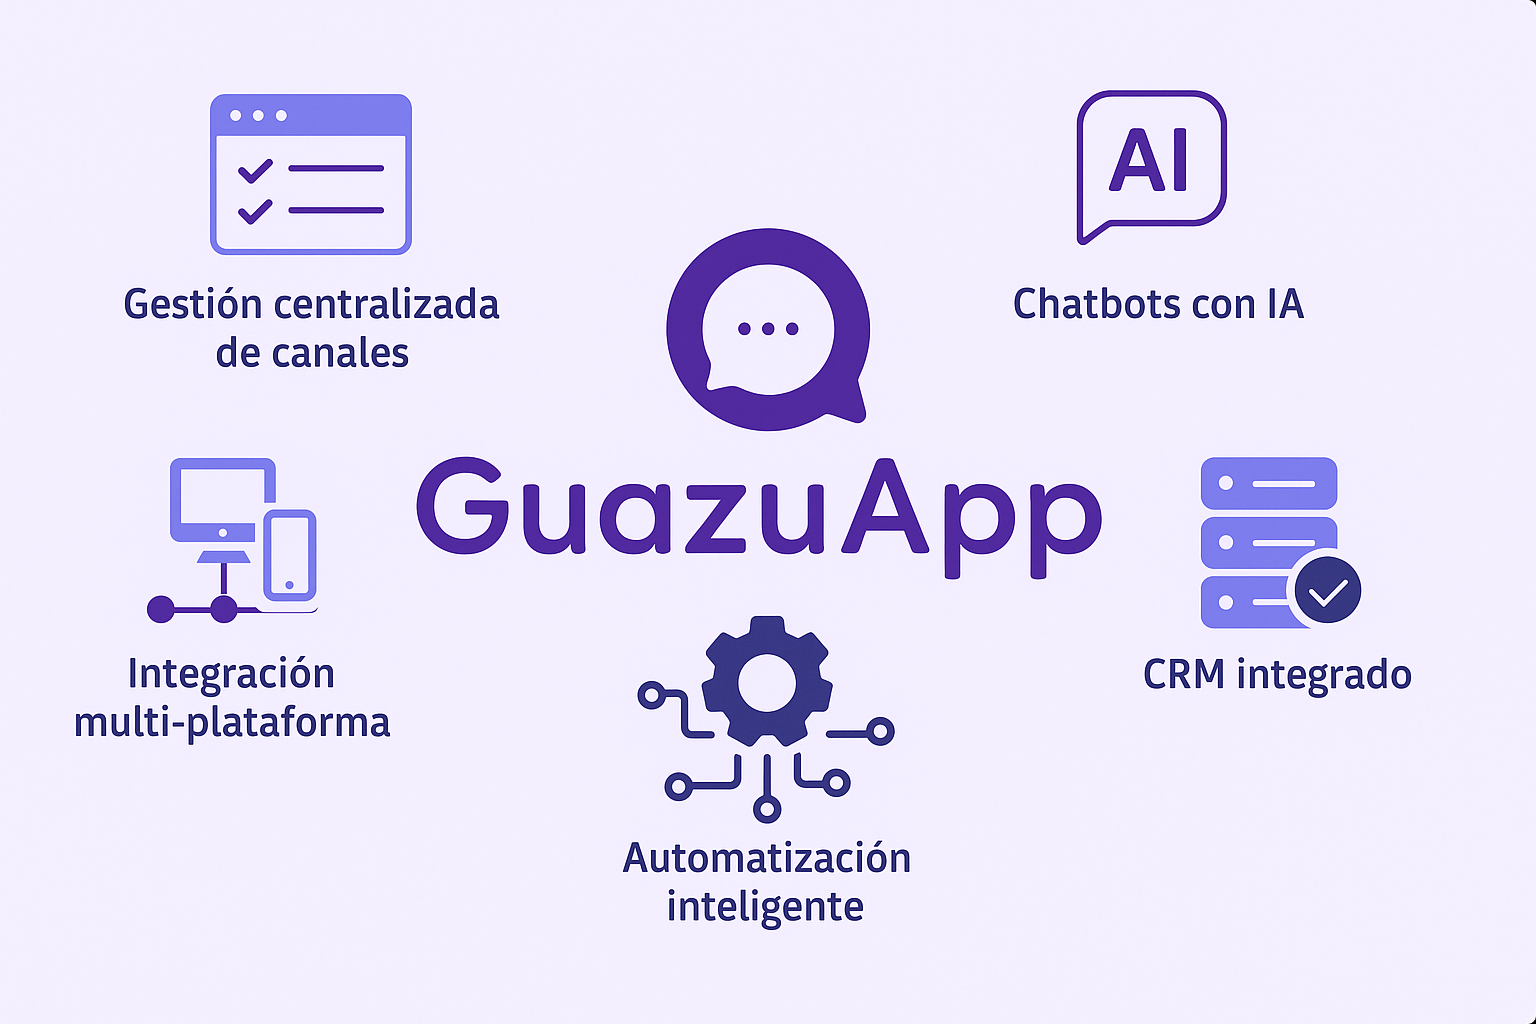 Gestión centralizada
de canales
AI
Chatbots con IA
GuazuApp
Integración
multi-plataforma
CRM integrado
Automatización
inteligente